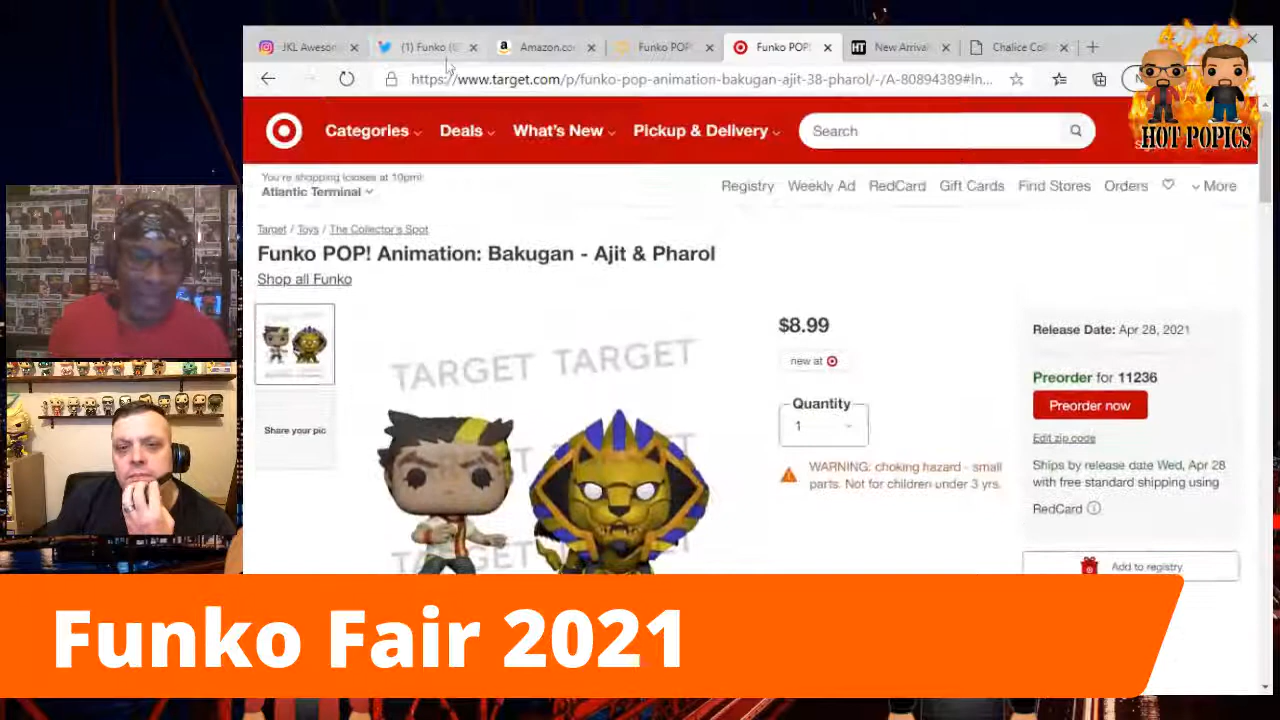 JKL Aweson
(1) Funko (
Amazon.co
Funko POP
Funko POP!
HT New Arrival
Chalice Co
https://www.target.com/p/funko-pop-animation-bakugan-ajit-38-pharol/-/A-80894389#ln...
HOT POPICS
Categories
Deals
What's New
Pickup & Delivery
Search
You're shopping (closes at 10pm):
Atlantic Terminal
Registry
Weekly Ad
RedCard
Gift Cards
Find Stores
Orders
More
Target / Toys / The Collector's Spot
Funko POP! Animation: Bakugan - Ajit & Pharol
Shop all Funko
Share your pic
TARGET TARGET
$8.99
new at
Quantity
1
WARNING: choking hazard - small
parts. Not for children under 3 yrs.
Release Date: Apr 28, 2021
Preorder for 11236
Preorder now
Edit zip code
Ships by release date Wed, Apr 28
with free standard shipping using
RedCard
Add to registry
Funko Fair 2021